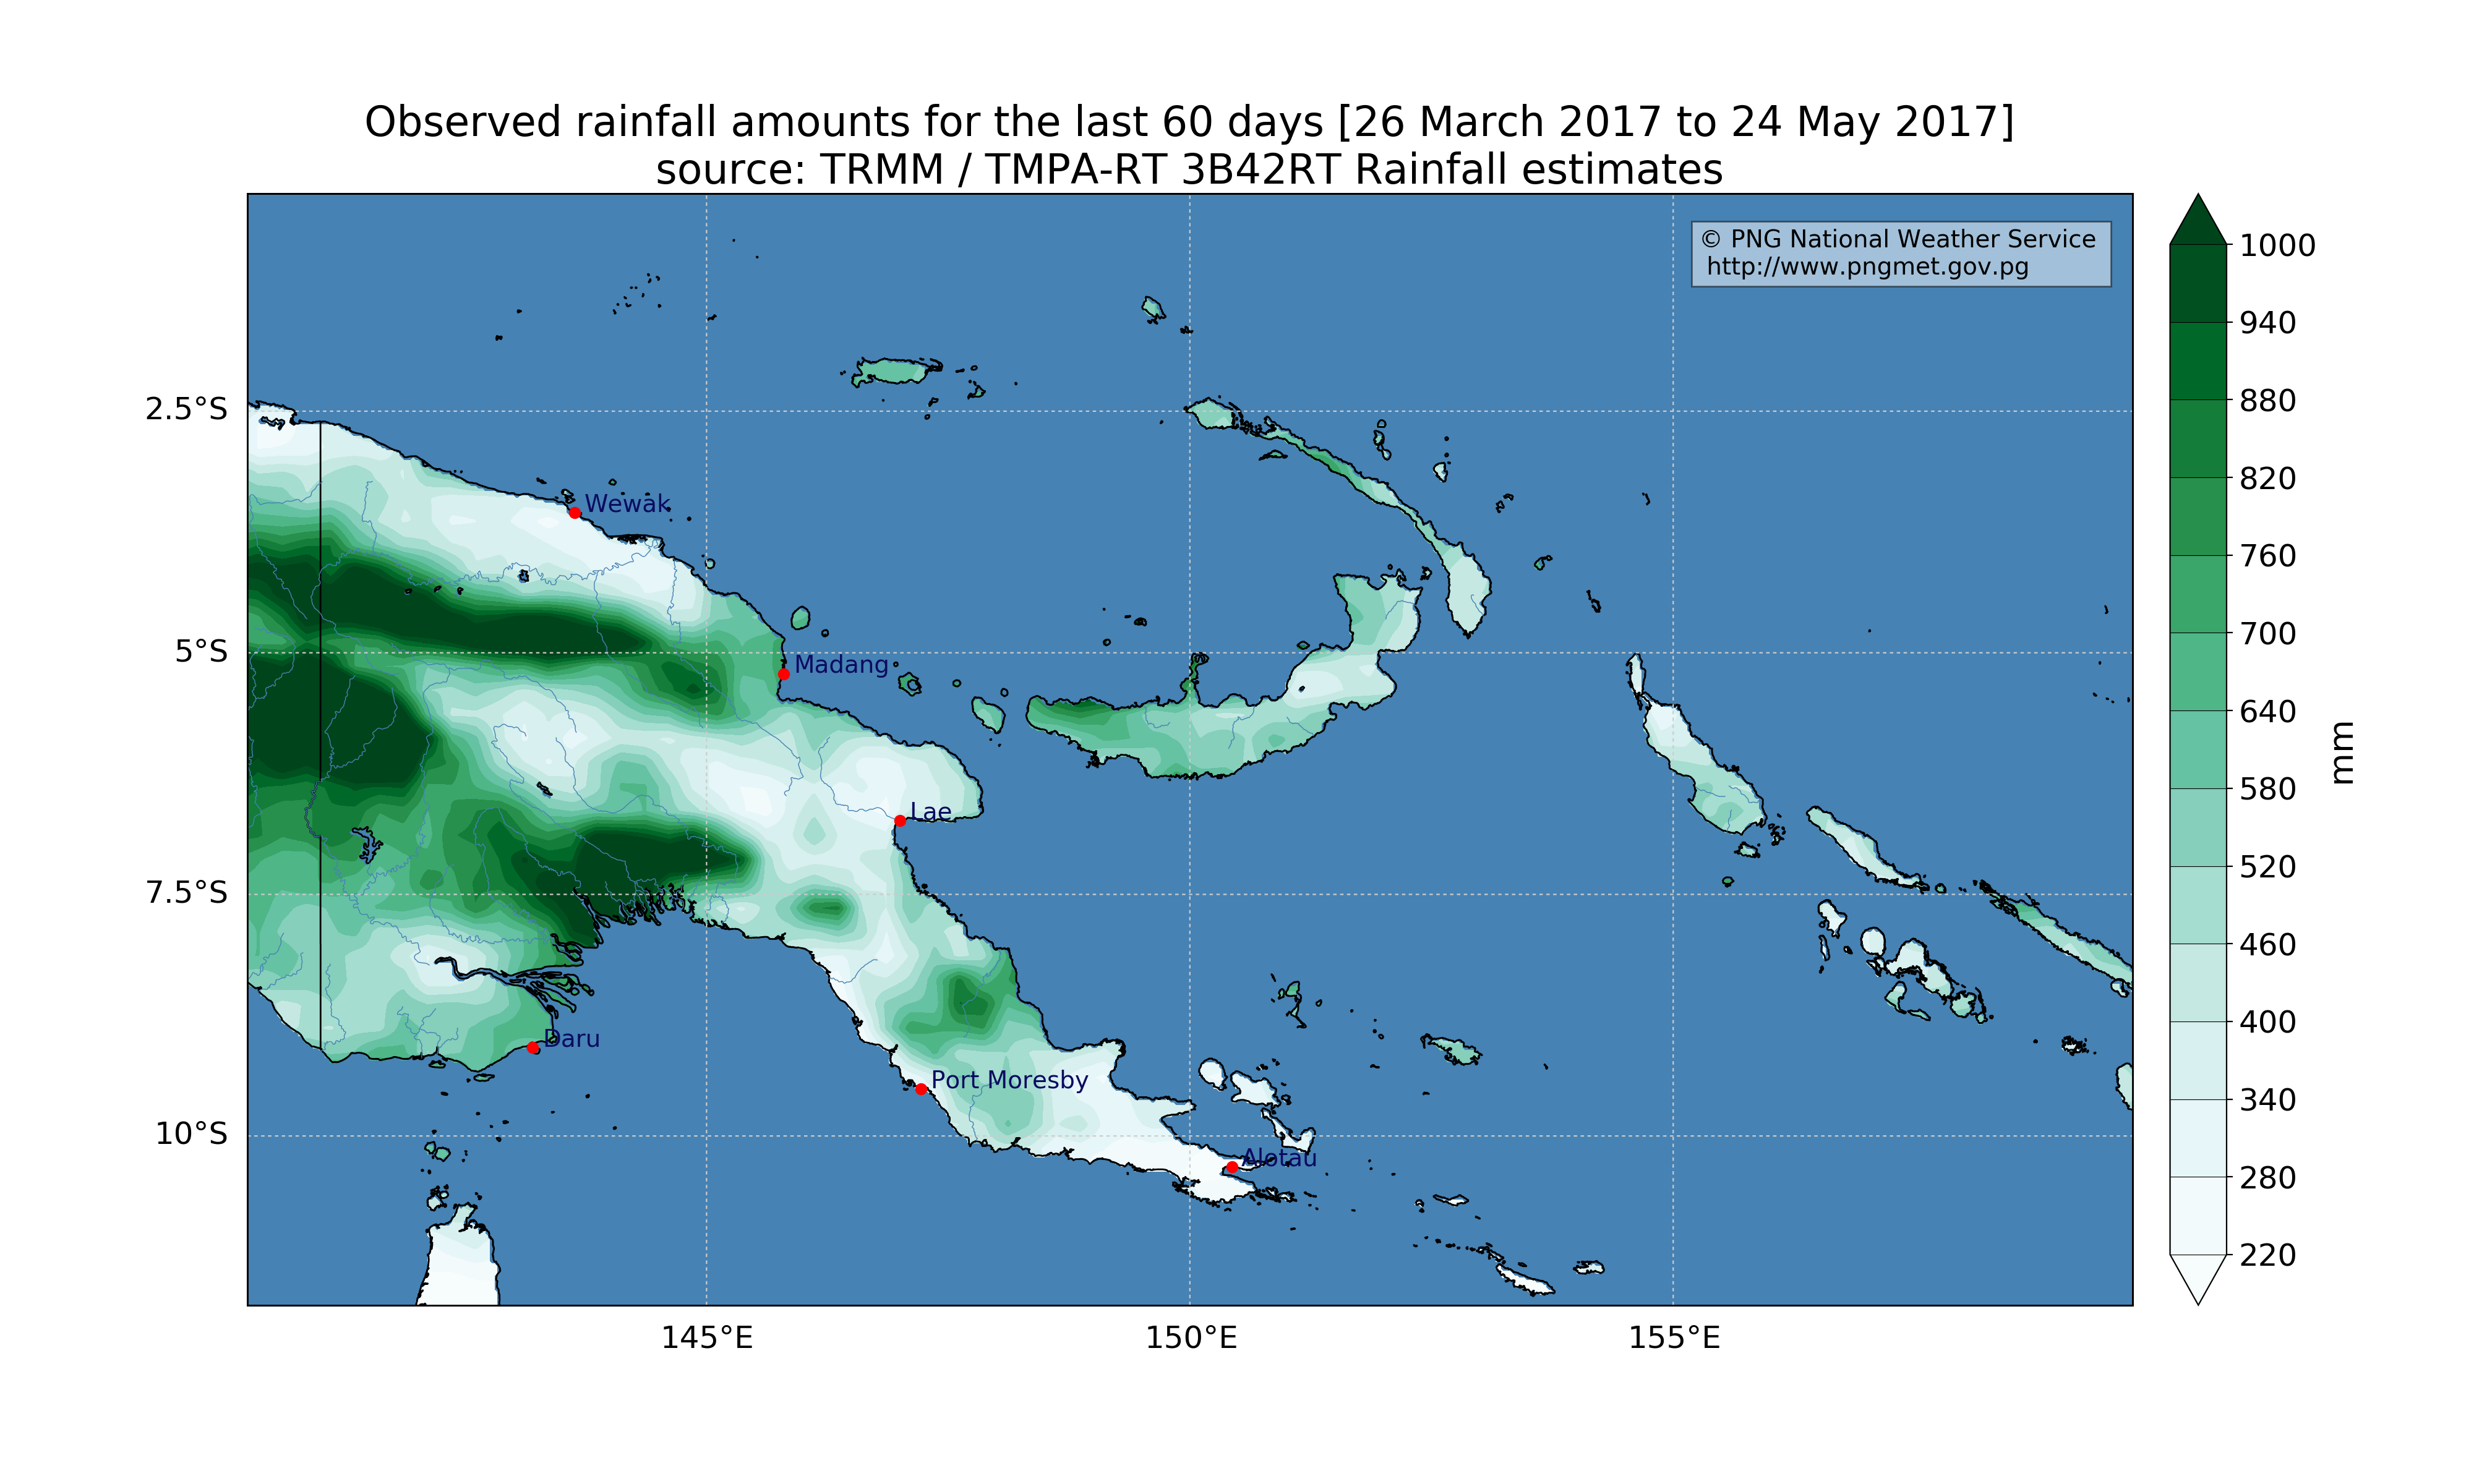 Observed rainfall amounts for the last 60 days [26 March 2017 to 24 May 2017]
source: TRMM / TMPA-RT 3B42RT Rainfall estimates
© PNG National Weather Service
http://www.pngmet.gov.pg
1000
940
880
820
760
700
640
580
520
460
400
340
280
220
mm
2.5°S
5°S
7.5°S
10°S
Wewak
Madang
Lae
Daru
Port Moresby
Alotau
145°E
150°E
155°E